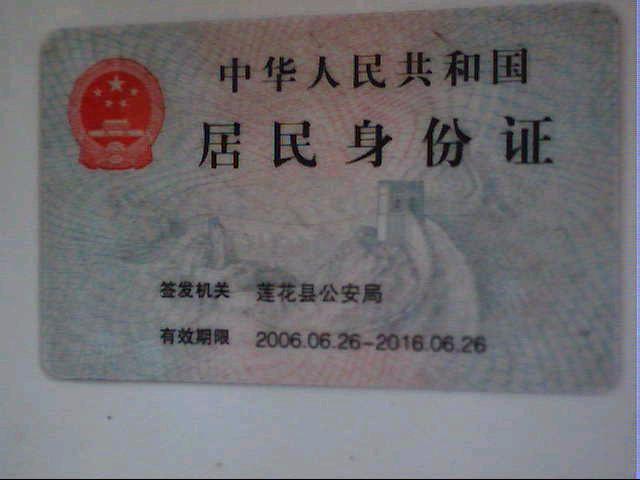 中华人民共和国
居民身份证
签发机关 莲花县公安局
有效期限 2006.06.26-2016.06.26